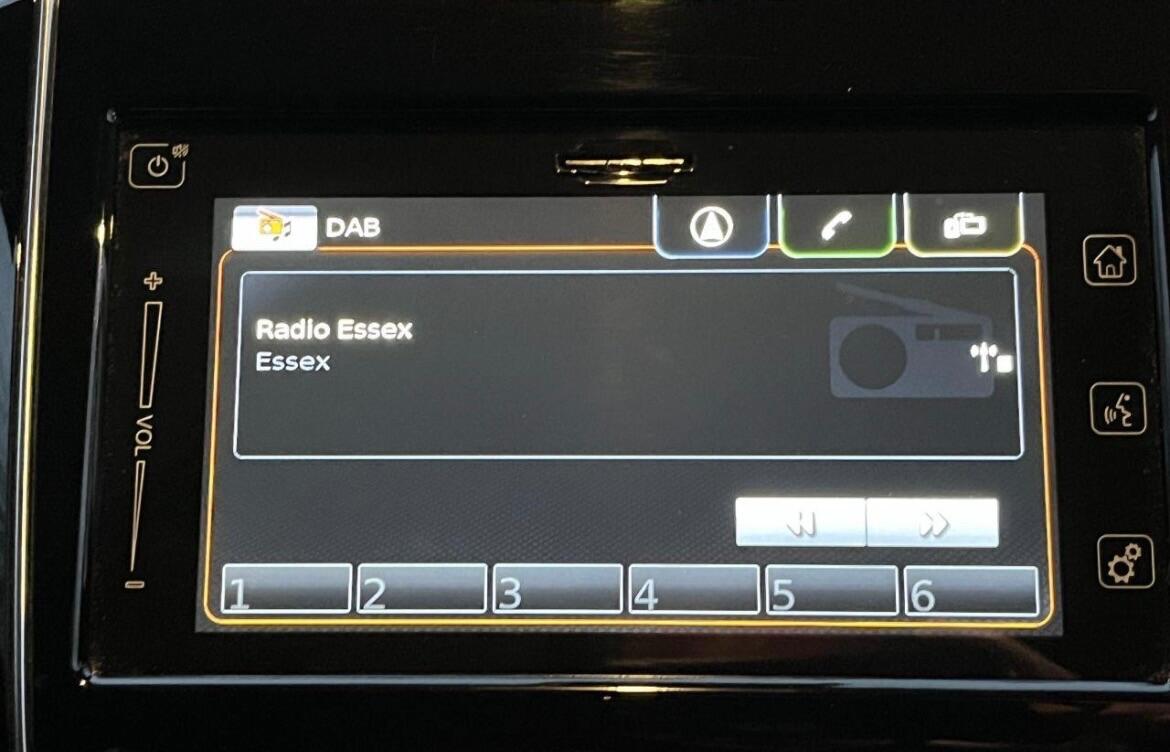 DAB
Radio Essex
Essex
+
VOL
-
1 2 3 4 5 6